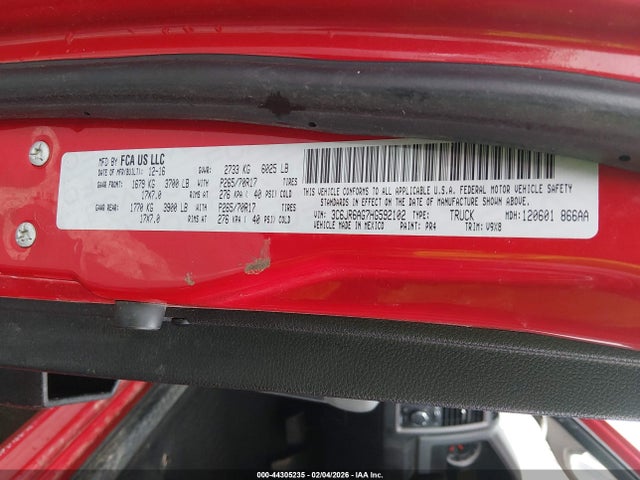 MFD BY FCA US LLC
DATE OF MFR(BUILT): 12-16 GVWR: 2733 KG 6025 LB
GAWR FRONT: 1679 KG 3700 LB WITH P265/70R17 TIRES
17X7.0 RIMS AT 276 KPA ( 40 PSI) COLD
GAWR REAR: 1770 KG 3900 LB WITH P265/70R17 TIRES
17X7.0 RIMS AT 276 KPA ( 40 PSI) COLD
THIS VEHICLE CONFORMS TO ALL APPLICABLE U.S.A. FEDERAL MOTOR VEHICLE SAFETY
STANDARDS IN EFFECT ON THE DATE OF MANUFACTURE SHOWN ABOVE
VIN: 3C6JR6AG7HG592102 TYPE: TRUCK MDH: 120601 866AA
VEHICLE MADE IN MEXICO PAINT: PR4 TRIM: V9X8
000-44305235 - 02/04/2026 - COPYRIGHT IAA, LLC.